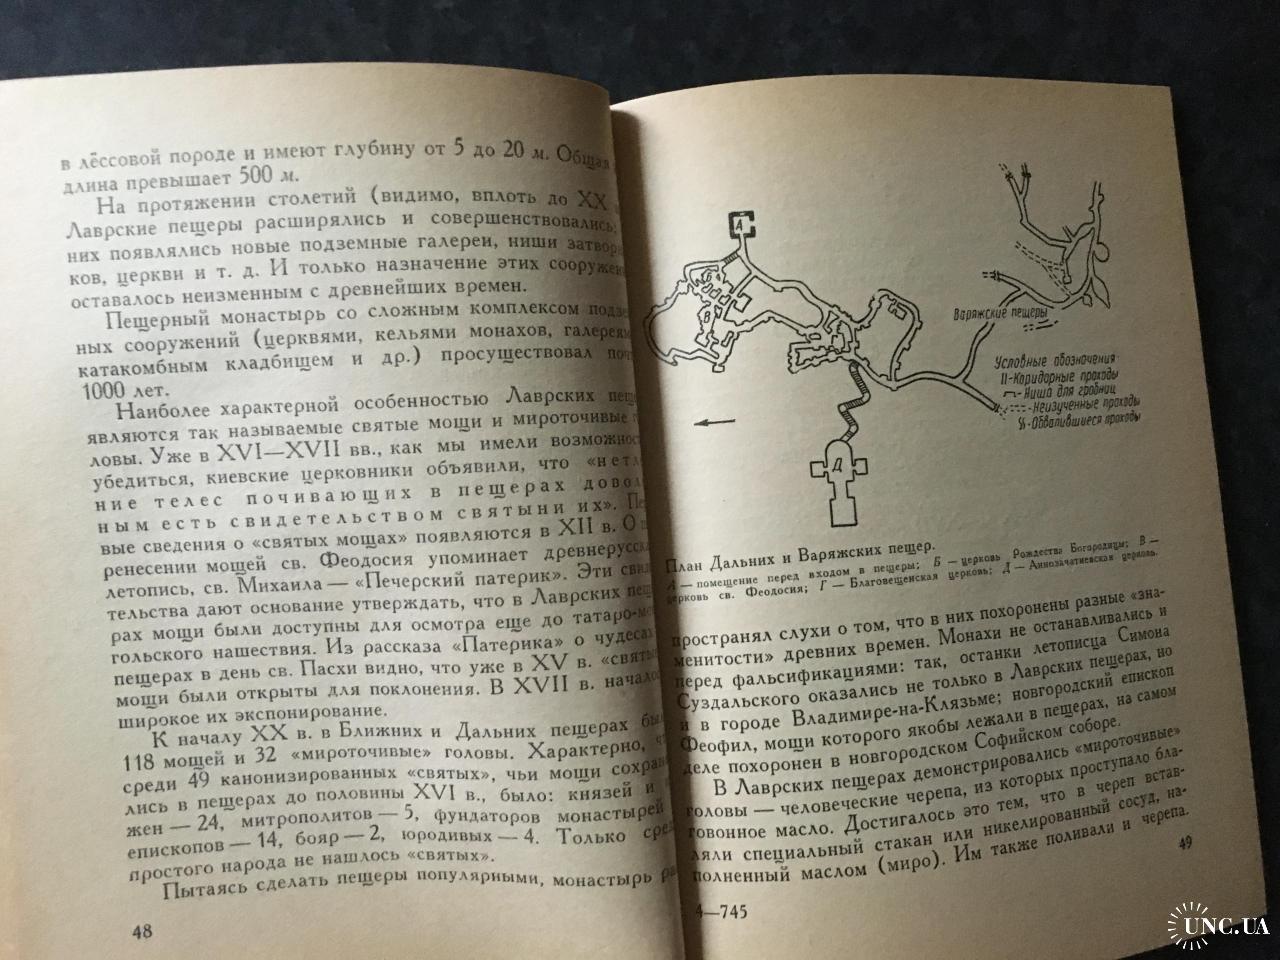 в лёссовой породе и имеют глубину от 5 до 20 м. Общая
длина превышает 500 м.
На протяжении столетий (видимо, вплоть до XX
Лаврские пещеры расширялись и совершенствовались;
них появлялись новые подземные галереи, ниши затвор
ков, церкви и т. д. И только назначение этих сооружен
оставалось неизменным с древнейших времен.
Пещерный монастырь со сложным комплексом подзе
ных сооружений (церквями, кельями монахов, галереям
катакомбным кладбищем и др.) просуществовал поч
1000 лет.
Наиболее характерной особенностью Лаврских пещ
являются так называемые святые мощи и мироточивые
ловы. Уже в XVI—XVII вв., как мы имели возможнос
убедиться, киевские церковники объявили, что «нетл
ние телес почивающих в пещерах довол
ным есть свидетельством святыни их». Пе
вые сведения о «святых мощах» появляются в XII в. О
ренесении мощей св. Феодосия упоминает древнерусска
летопись, св. Михаила — «Печерский патерик». Эти сви
тельства дают основание утверждать, что в Лаврских пещ
рах мощи были доступны для осмотра еще до татаро-мо
гольского нашествия. Из рассказа «Патерика» о чудесах
пещерах в день св. Пасхи видно, что уже в XV в. «святы
мощи были открыты для поклонения. В XVII в. начало
широкое их экспонирование.
К началу XX в. в Ближних и Дальних пещерах бы
118 мощей и 32 «мироточивые» головы. Характерно, ч
среди 49 канонизированных «святых», чьи мощи сохран
лись в пещерах до половины XVI в., было: князей и
жен — 24, митрополитов — 5, фундаторов монастырей
епископов — 14, бояр — 2, юродивых — 4. Только сред
простого народа не нашлось «святых».
Пытаясь сделать пещеры популярными, монастырь ра
48
А
Б
В
Д
Варяжские пещеры
Условные обозначения
II-Коридорные проходы
-Ниша для гробниц
-Неизученные проходы
-Обвалившиеся проходы
План Дальних и Варяжских пещер.
А — помещение перед входом в пещеры; Б — церковь Рождества Богородицы; В —
церковь св. Феодосия; Г — Благовещенская церковь; Д — Аннозачатиевская церковь.
пространял слухи о том, что в них похоронены разные «зна-
менитости» древних времен. Монахи не останавливались и
перед фальсификациями: так, останки летописца Симона
Суздальского оказались не только в Лаврских пещерах, но
и в городе Владимире-на-Клязьме; новгородский епископ
Феофил, мощи которого якобы лежали в пещерах, на самом
деле похоронен в новгородском Софийском соборе.
В Лаврских пещерах демонстрировались «мироточивые»
головы — человеческие черепа, из которых проступало бла-
говонное масло. Достигалось это тем, что в череп встав-
ляли специальный стакан или никелированный сосуд, на-
полненный маслом (миро). Им также поливали и черепа.
49
4—745
UNC.UA